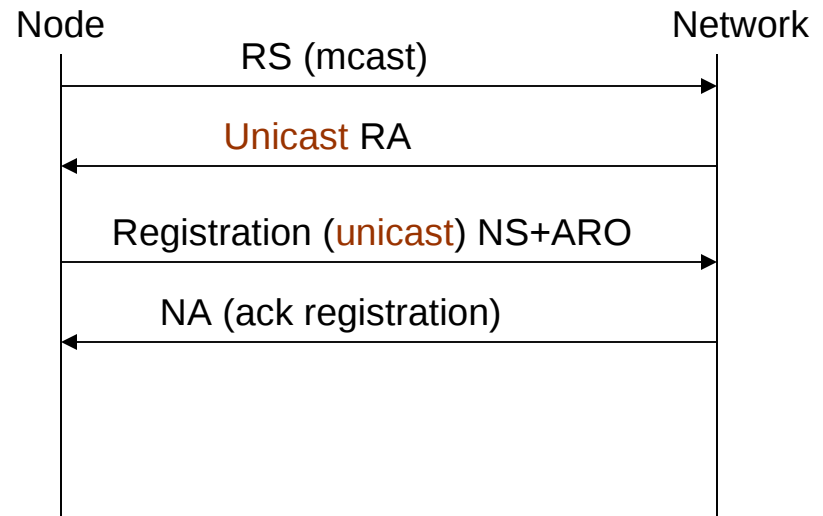 Node
Network
RS (mcast)
Unicast RA
Registration (unicast) NS+ARO
NA (ack registration)